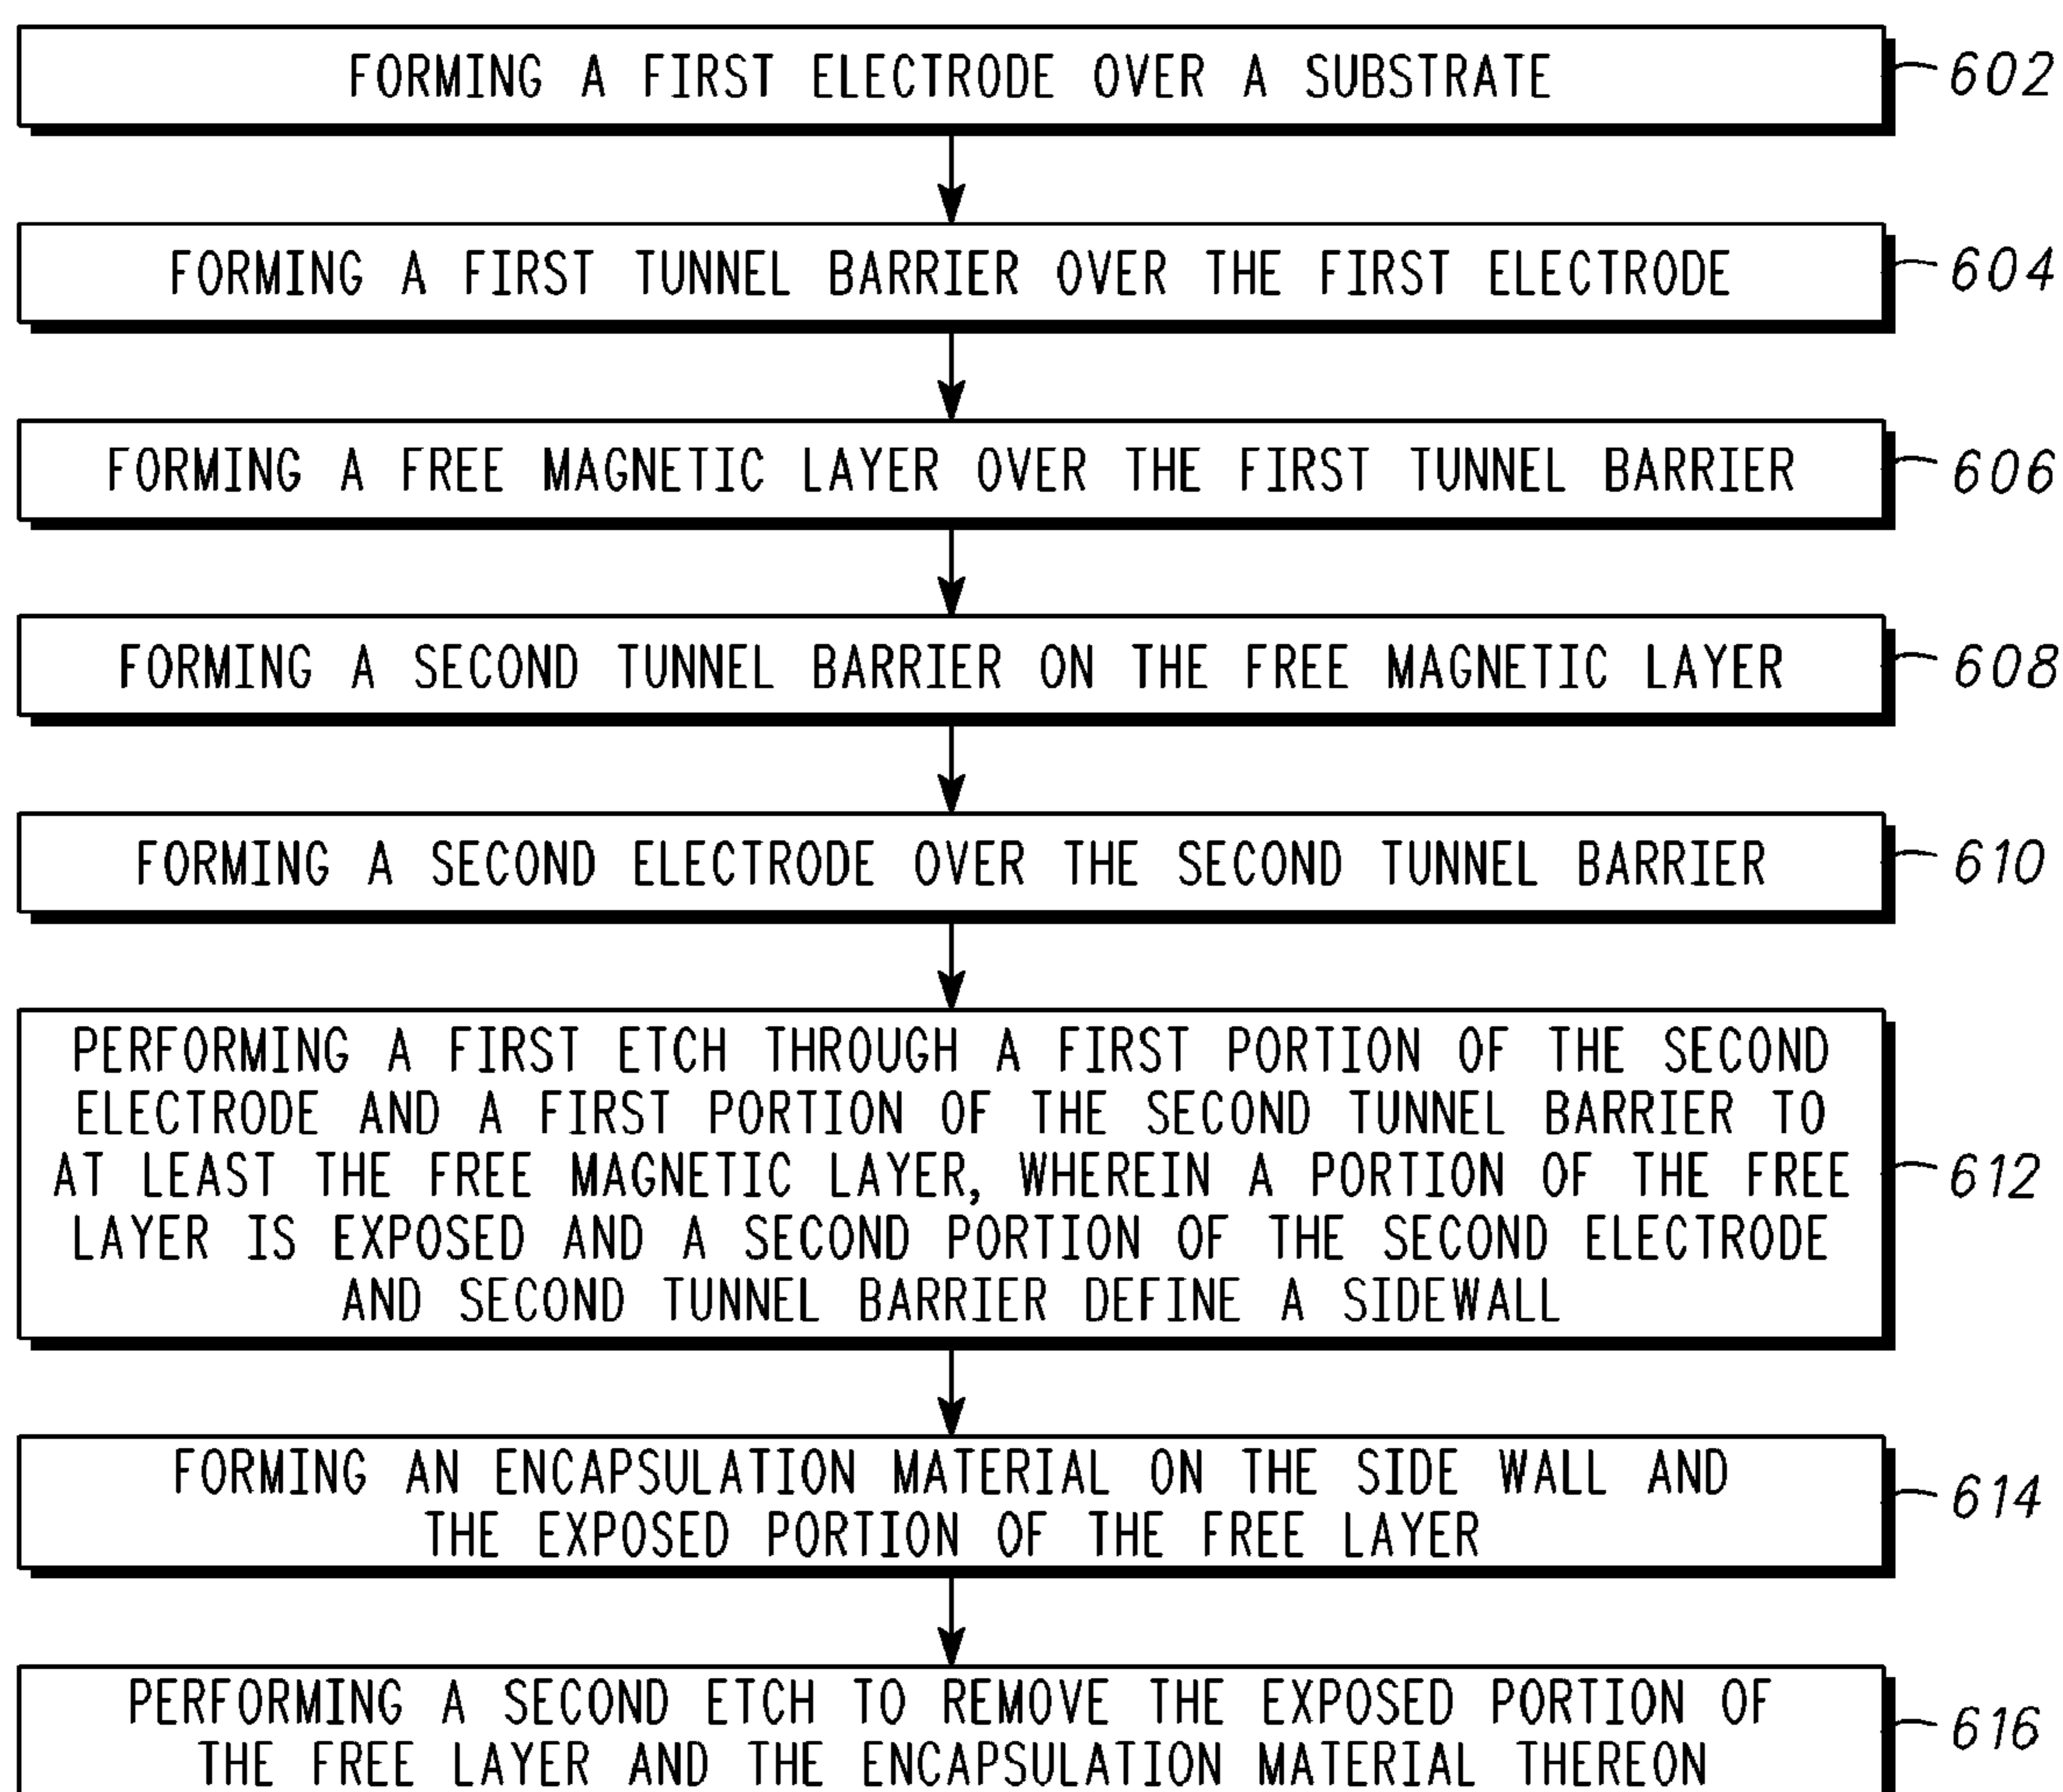 FORMING A FIRST ELECTRODE OVER A SUBSTRATE
602
FORMING A FIRST TUNNEL BARRIER OVER THE FIRST ELECTRODE
604
FORMING A FREE MAGNETIC LAYER OVER THE FIRST TUNNEL BARRIER
606
FORMING A SECOND TUNNEL BARRIER ON THE FREE MAGNETIC LAYER
608
FORMING A SECOND ELECTRODE OVER THE SECOND TUNNEL BARRIER
610
PERFORMING A FIRST ETCH THROUGH A FIRST PORTION OF THE SECOND
ELECTRODE AND A FIRST PORTION OF THE SECOND TUNNEL BARRIER TO
AT LEAST THE FREE MAGNETIC LAYER, WHEREIN A PORTION OF THE FREE
LAYER IS EXPOSED AND A SECOND PORTION OF THE SECOND ELECTRODE
AND SECOND TUNNEL BARRIER DEFINE A SIDEWALL
612
FORMING AN ENCAPSULATION MATERIAL ON THE SIDE WALL AND
THE EXPOSED PORTION OF THE FREE LAYER
614
PERFORMING A SECOND ETCH TO REMOVE THE EXPOSED PORTION OF
THE FREE LAYER AND THE ENCAPSULATION MATERIAL THEREON
616